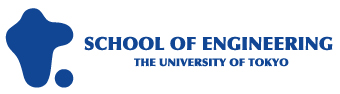 SCHOOL OF ENGINEERING
THE UNIVERSITY OF TOKYO